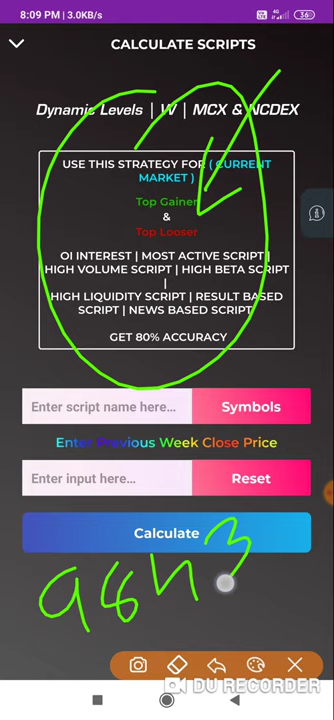 8:09 PM | 3.0KB/s
4G
36
CALCULATE SCRIPTS
Dynamic Levels | W | MCX & NCDEX
USE THIS STRATEGY FOR ( CURRENT
MARKET )
Top Gainer
&
Top Looser
OI INTEREST | MOST ACTIVE SCRIPT |
HIGH VOLUME SCRIPT | HIGH BETA SCRIPT
|
HIGH LIQUIDITY SCRIPT | RESULT BASED
SCRIPT | NEWS BASED SCRIPT
GET 80% ACCURACY
Enter script name here... Symbols
Enter Previous Week Close Price
Enter input here... Reset
Calculate
DU RECORDER